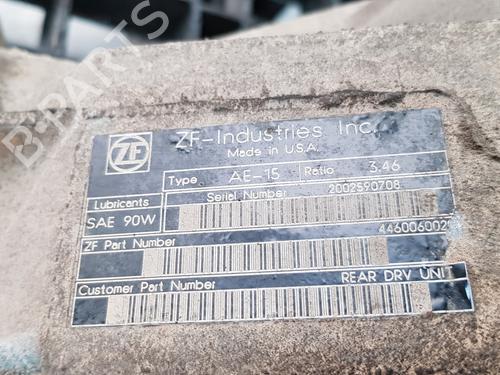 B-PARTS
ZF
ZF-Industries Inc.
Made in U.S.A.
Type AE-15 Ratio 3.46
Lubricants Serial Number 2002590708
SAE 90W
ZF Part Number 446006002
Customer Part Number REAR DRV UNIT